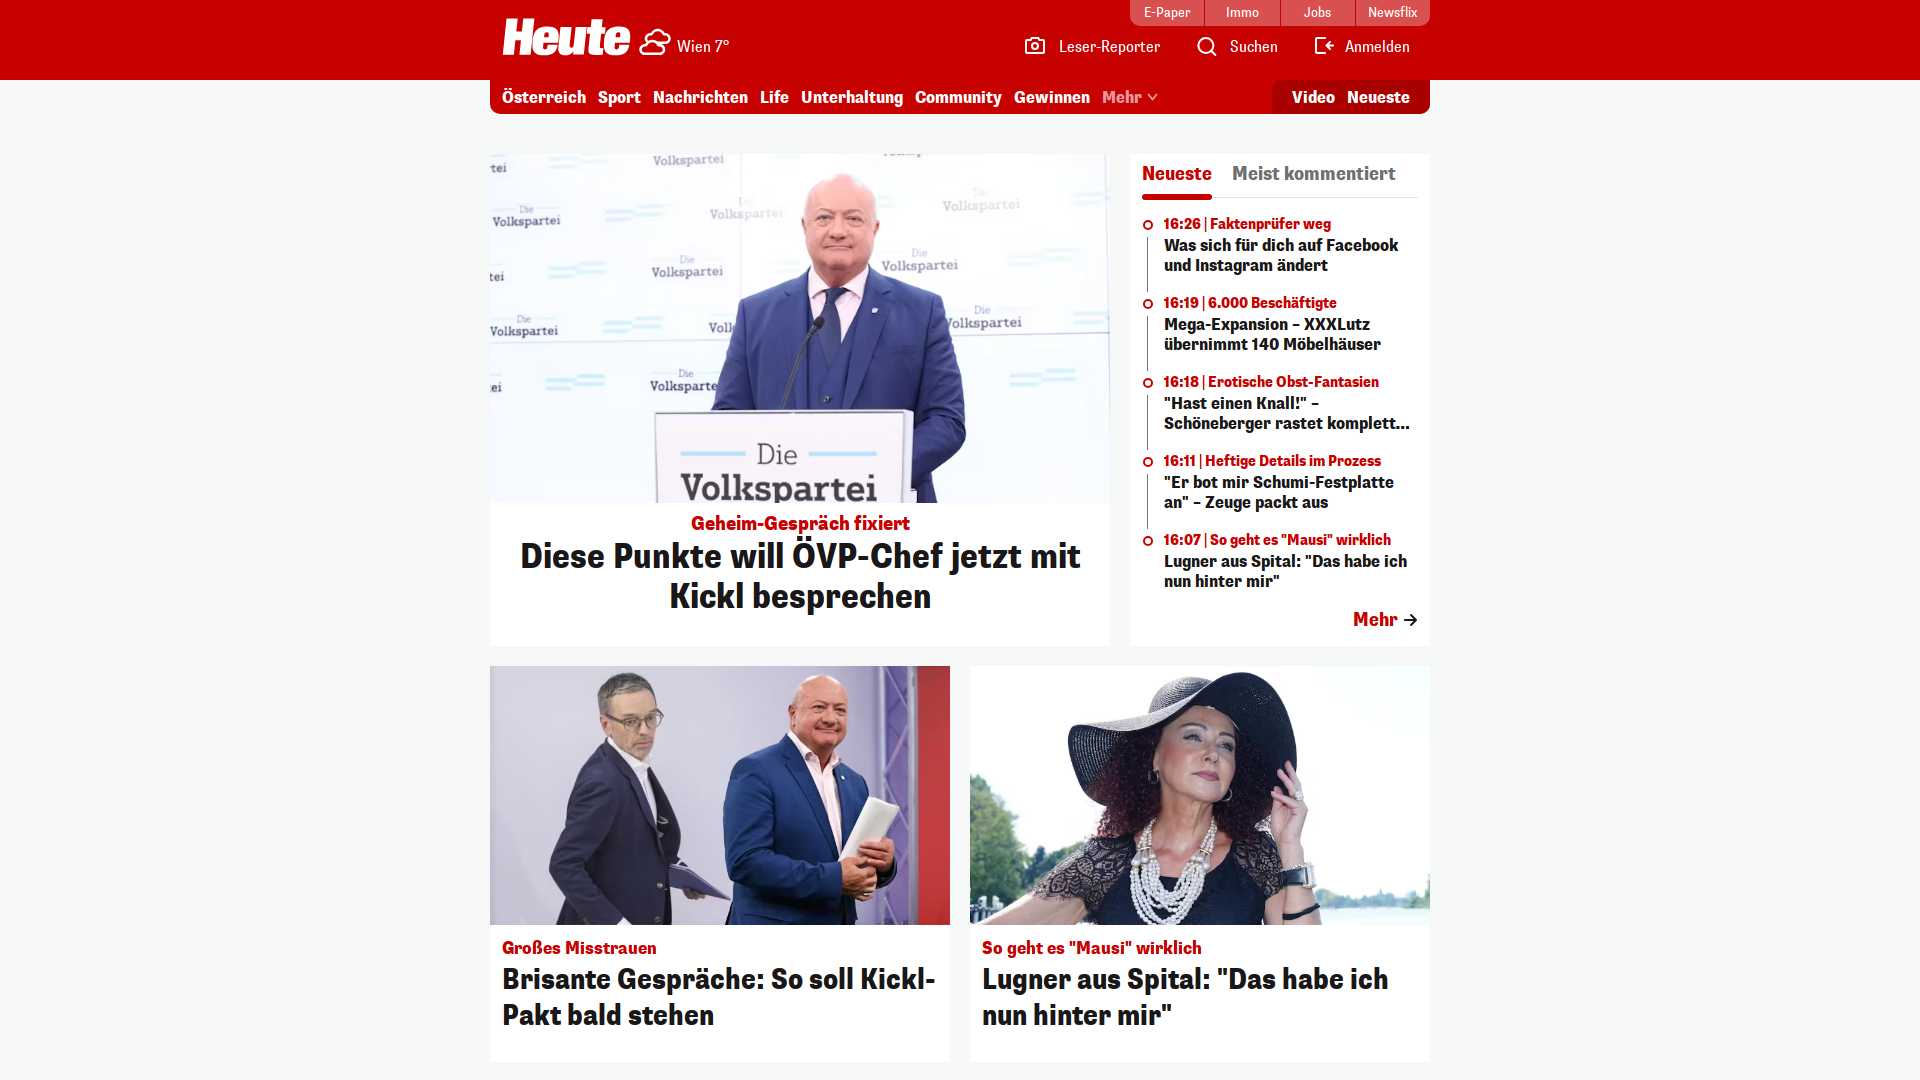 E-Paper
Immo
Jobs
Newsflix
Heute
Wien 7°
Leser-Reporter
Suchen
Anmelden
Österreich
Sport
Nachrichten
Life
Unterhaltung
Community
Gewinnen
Mehr
Video
Neueste
Die
Volkspartei
Geheim-Gespräch fixiert
Diese Punkte will ÖVP-Chef jetzt mit
Kickl besprechen
Neueste
Meist kommentiert
16:26 | Faktenprüfer weg
Was sich für dich auf Facebook
und Instagram ändert
16:19 | 6.000 Beschäftigte
Mega-Expansion – XXXLutz
übernimmt 140 Möbelhäuser
16:18 | Erotische Obst-Fantasien
"Hast einen Knall!" –
Schöneberger rastet komplett...
16:11 | Heftige Details im Prozess
"Er bot mir Schumi-Festplatte
an" – Zeuge packt aus
16:07 | So geht es "Mausi" wirklich
Lugner aus Spital: "Das habe ich
nun hinter mir"
Mehr
Großes Misstrauen
Brisante Gespräche: So soll Kickl-
Pakt bald stehen
So geht es "Mausi" wirklich
Lugner aus Spital: "Das habe ich
nun hinter mir"